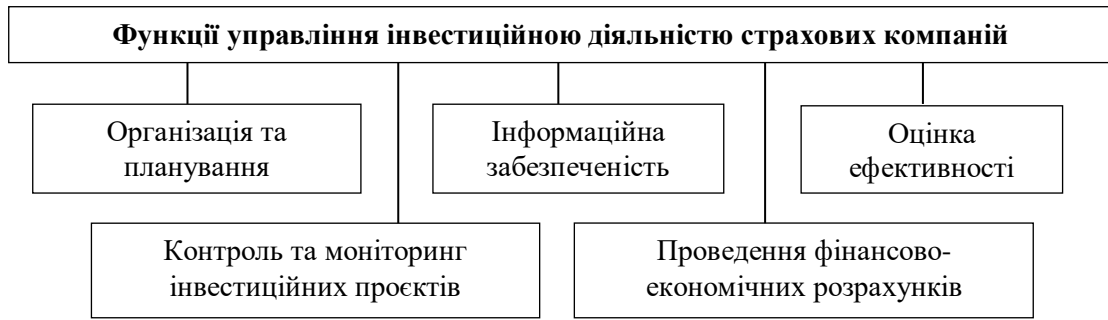 Функції управління інвестиційною діяльністю страхових компаній
Організація та
планування
Інформаційна
забезпеченість
Оцінка
ефективності
Контроль та моніторинг
інвестиційних проєктів
Проведення фінансово-
економічних розрахунків